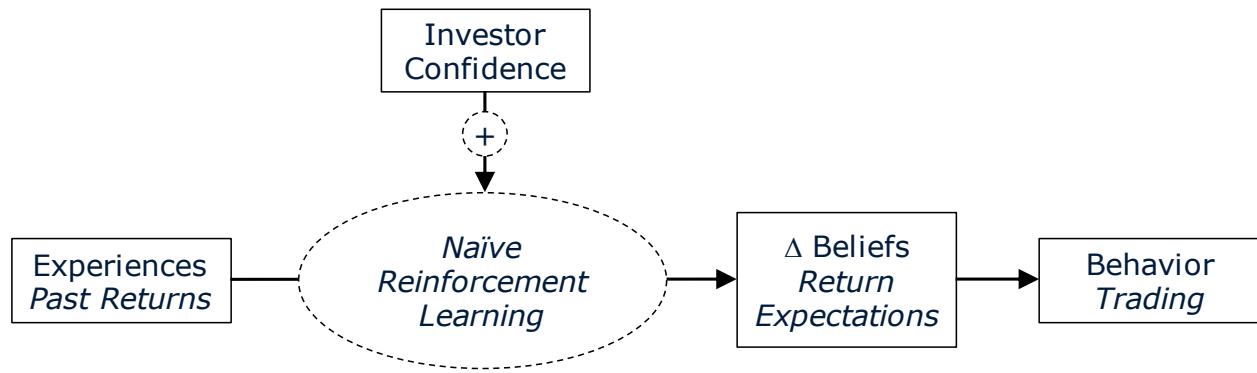 Investor
Confidence
+
Experiences
Past Returns
Naïve
Reinforcement
Learning
Δ Beliefs
Return
Expectations
Behavior
Trading